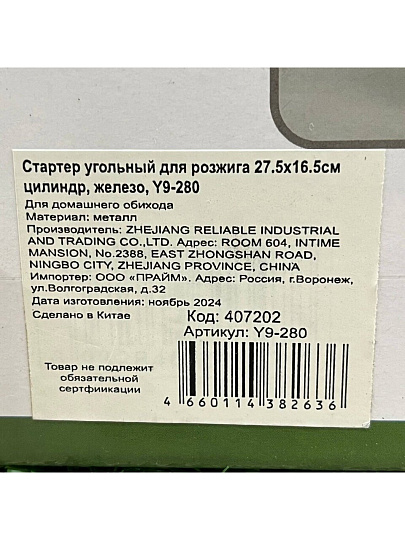 Стартер угольный для розжига 27.5х16.5см
цилиндр, железо, Y9-280
Для домашнего обихода
Материал: металл
Производитель: ZHEJIANG RELIABLE INDUSTRIAL
AND TRADING CO.,LTD. Адрес: ROOM 604, INTIME
MANSION, No.2388, EAST ZHONGSHAN ROAD,
NINGBO CITY, ZHEJIANG PROVINCE, CHINA
Импортер: ООО «ПРАЙМ». Адрес: Россия, г.Воронеж,
ул.Волгоградская, д.32
Дата изготовления: ноябрь 2024
Сделано в Китае
Код: 407202
Артикул: Y9-280
Товар не подлежит
обязательной
сертфиикации
4 660114 382636